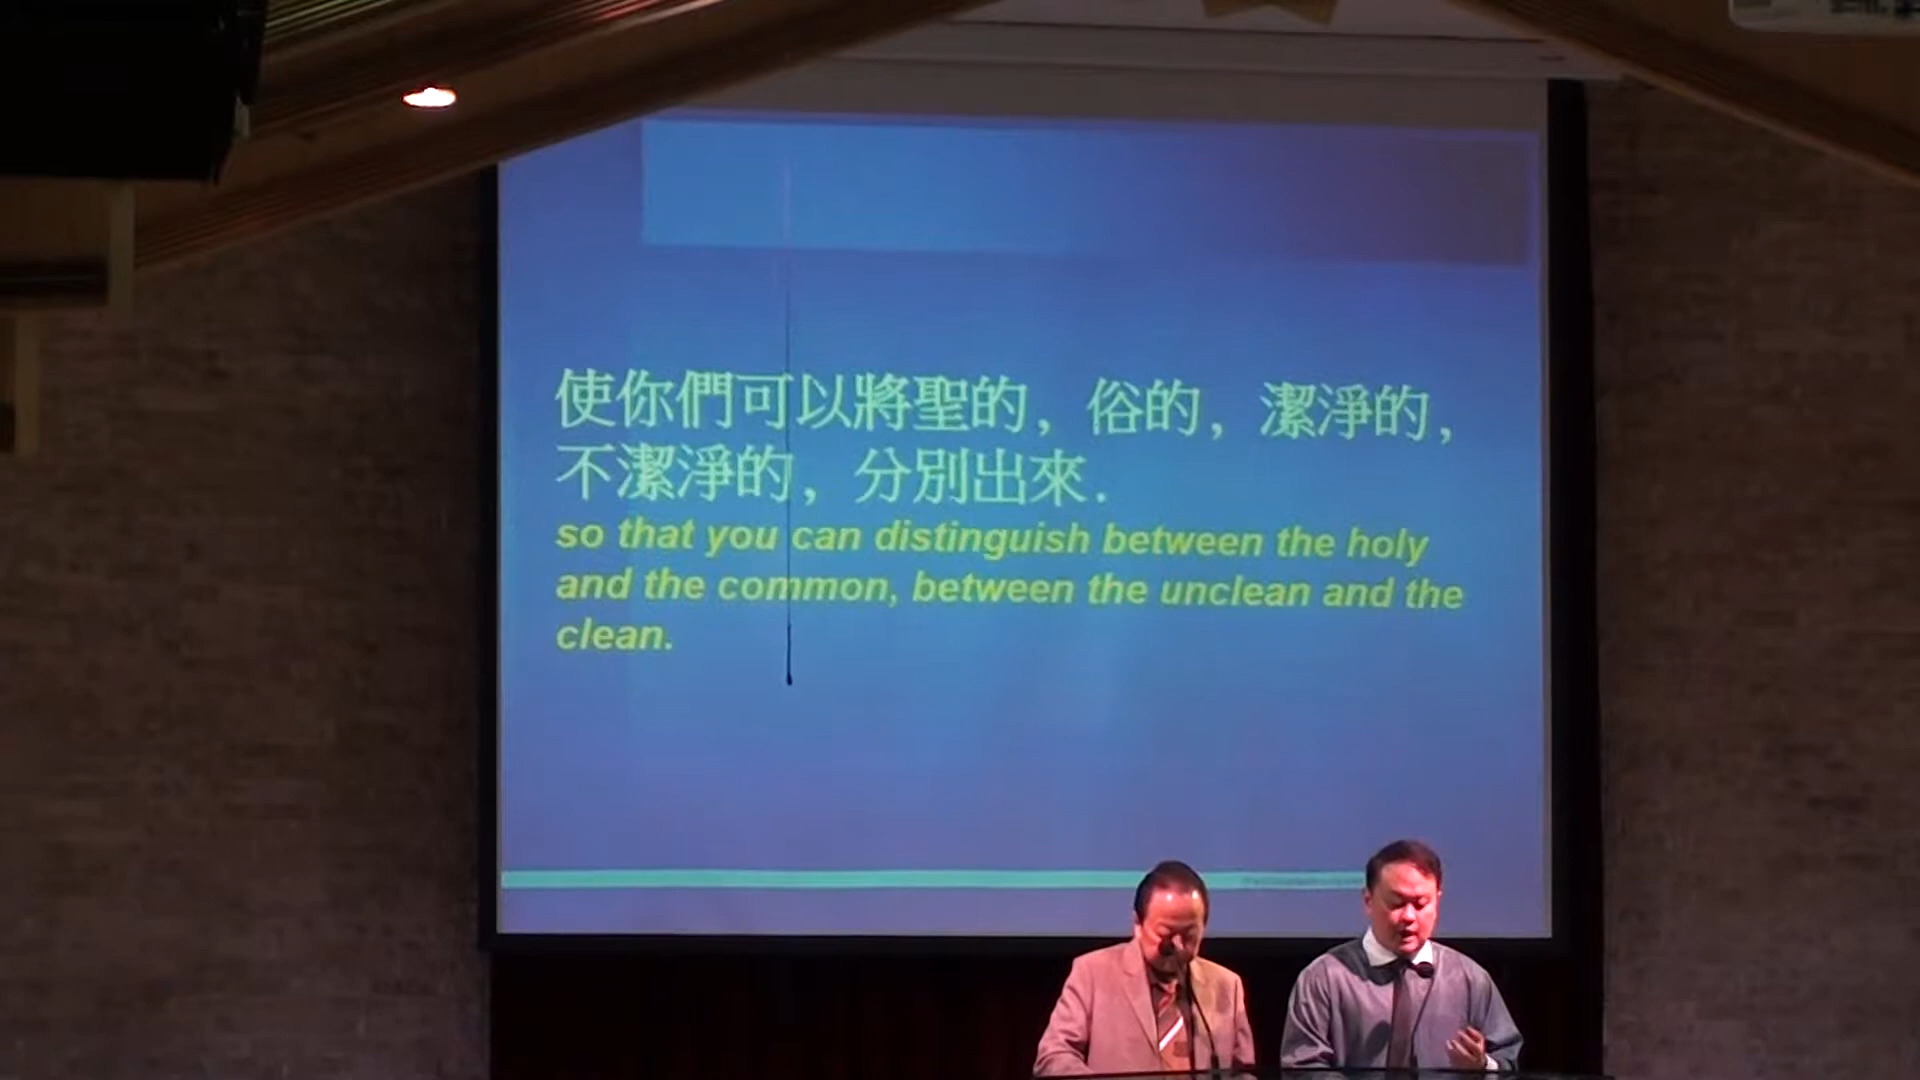 使你們可以將聖的，俗的，潔淨的，
不潔淨的，分別出來.
so that you can distinguish between the holy
and the common, between the unclean and the
clean.